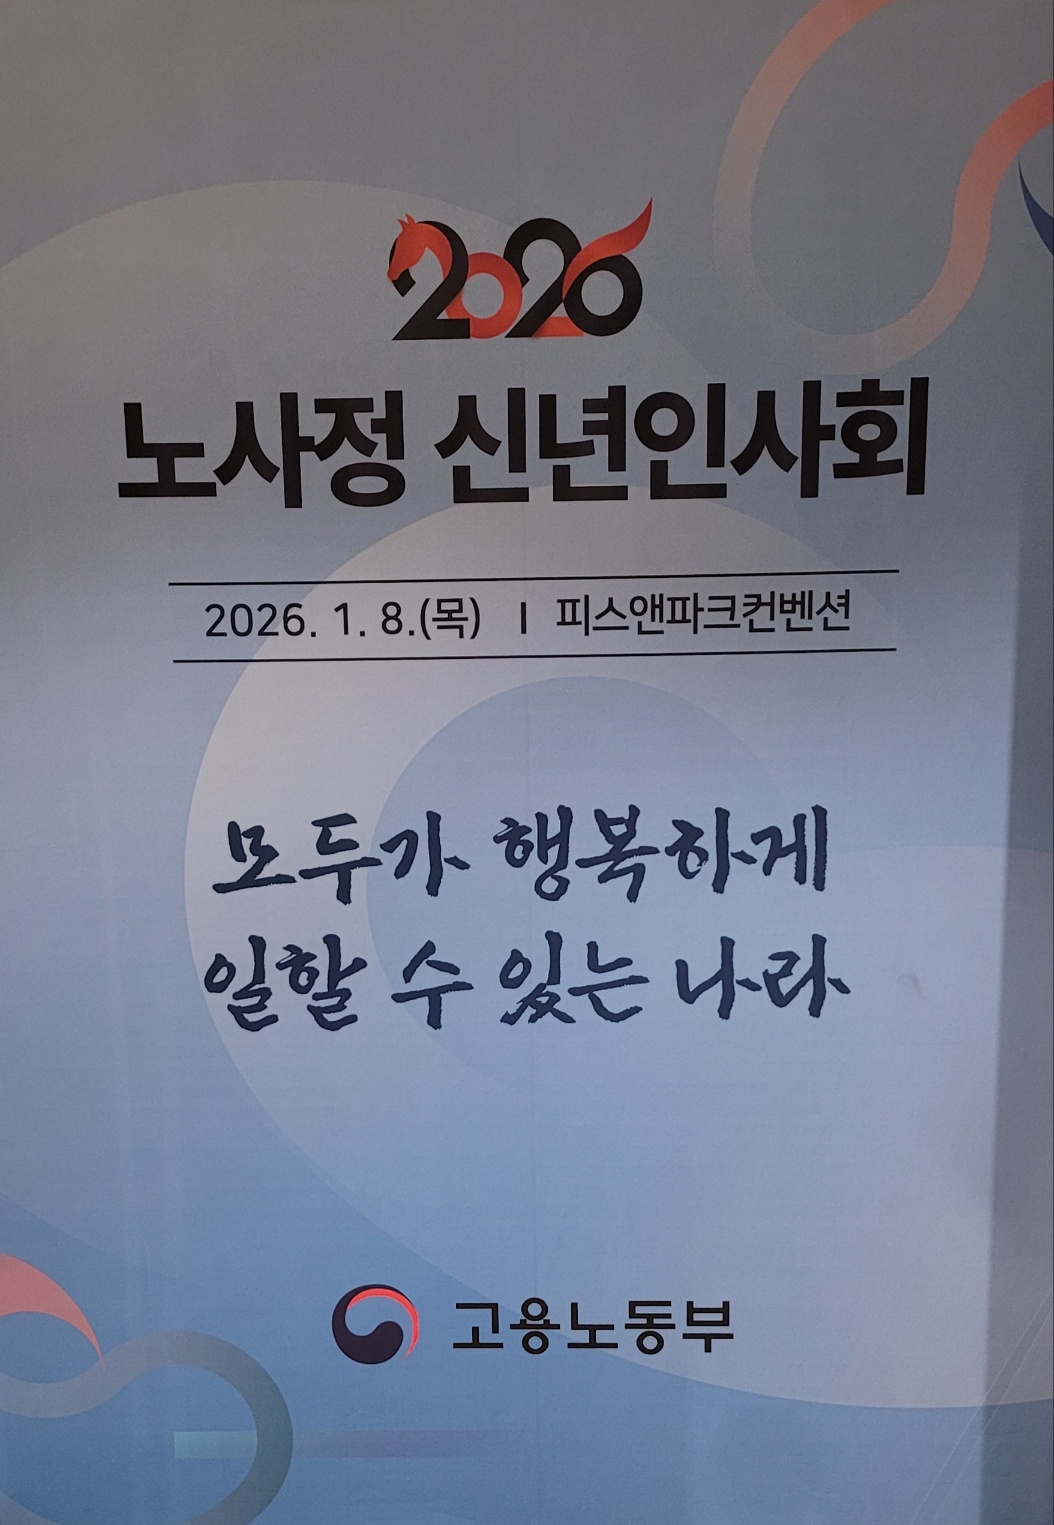 2026
노사정 신년인사회
2026. 1. 8.(목) | 피스앤파크컨벤션
모두가 행복하게
일할 수 있는 나라
고용노동부